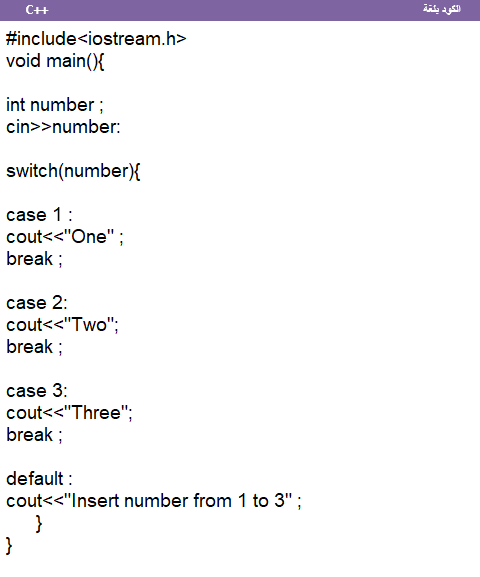 C++ الكود بلغة
#include<iostream.h>
void main(){
int number ;
cin>>number:
switch(number){
case 1 :
cout<<"One" ;
break ;
case 2:
cout<<"Two";
break ;
case 3:
cout<<"Three";
break ;
default :
cout<<"Insert number from 1 to 3" ;
}
}